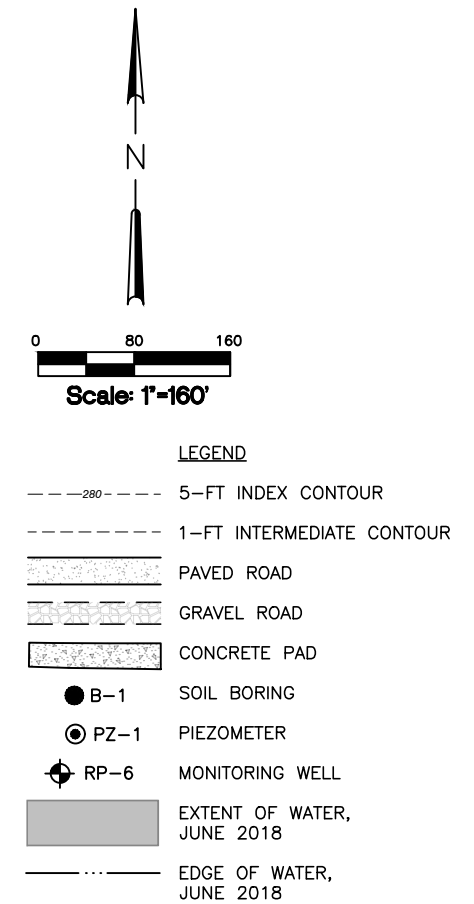 N
0 80 160
Scale: 1"=160'
LEGEND
280 5-FT INDEX CONTOUR
1-FT INTERMEDIATE CONTOUR
PAVED ROAD
GRAVEL ROAD
CONCRETE PAD
B-1 SOIL BORING
PZ-1 PIEZOMETER
RP-6 MONITORING WELL
EXTENT OF WATER,
JUNE 2018
EDGE OF WATER,
JUNE 2018